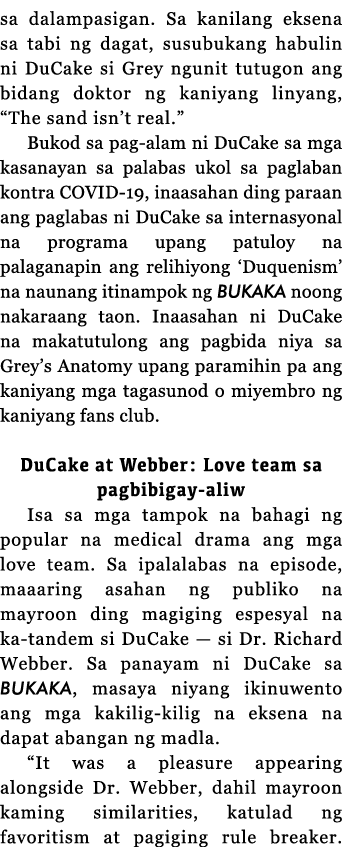 sa dalampasigan. Sa kanilang eksena
sa tabi ng dagat, susubukang habulin
ni DuCake si Grey ngunit tutugon ang
bidang doktor ng kaniyang linyang,
“The sand isn’t real.”
Bukod sa pag-alam ni DuCake sa mga
kasanayan sa palabas ukol sa paglaban
kontra COVID-19, inaasahan ding paraan
ang paglabas ni DuCake sa internasyonal
na programa upang patuloy na
palaganapin ang relihiyong ‘Duquenism’
na naunang itinampok ng BUKAKA noong
nakaraang taon. Inaasahan ni DuCake
na makatutulong ang pagbida niya sa
Grey’s Anatomy upang paramihin pa ang
kaniyang mga tagasunod o miyembro ng
kaniyang fans club.
DuCake at Webber: Love team sa
pagbibigay-aliw
Isa sa mga tampok na bahagi ng
popular na medical drama ang mga
love team. Sa ipalalabas na episode,
maaaring asahan ng publiko na
mayroon ding magiging espesyal na
ka-tandem si DuCake — si Dr. Richard
Webber. Sa panayam ni DuCake sa
BUKAKA, masaya niyang ikinuwento
ang mga kakilig-kilig na eksena na
dapat abangan ng madla.
“It was a pleasure appearing
alongside Dr. Webber, dahil mayroon
kaming similarities, katulad ng
favoritism at pagiging rule breaker.